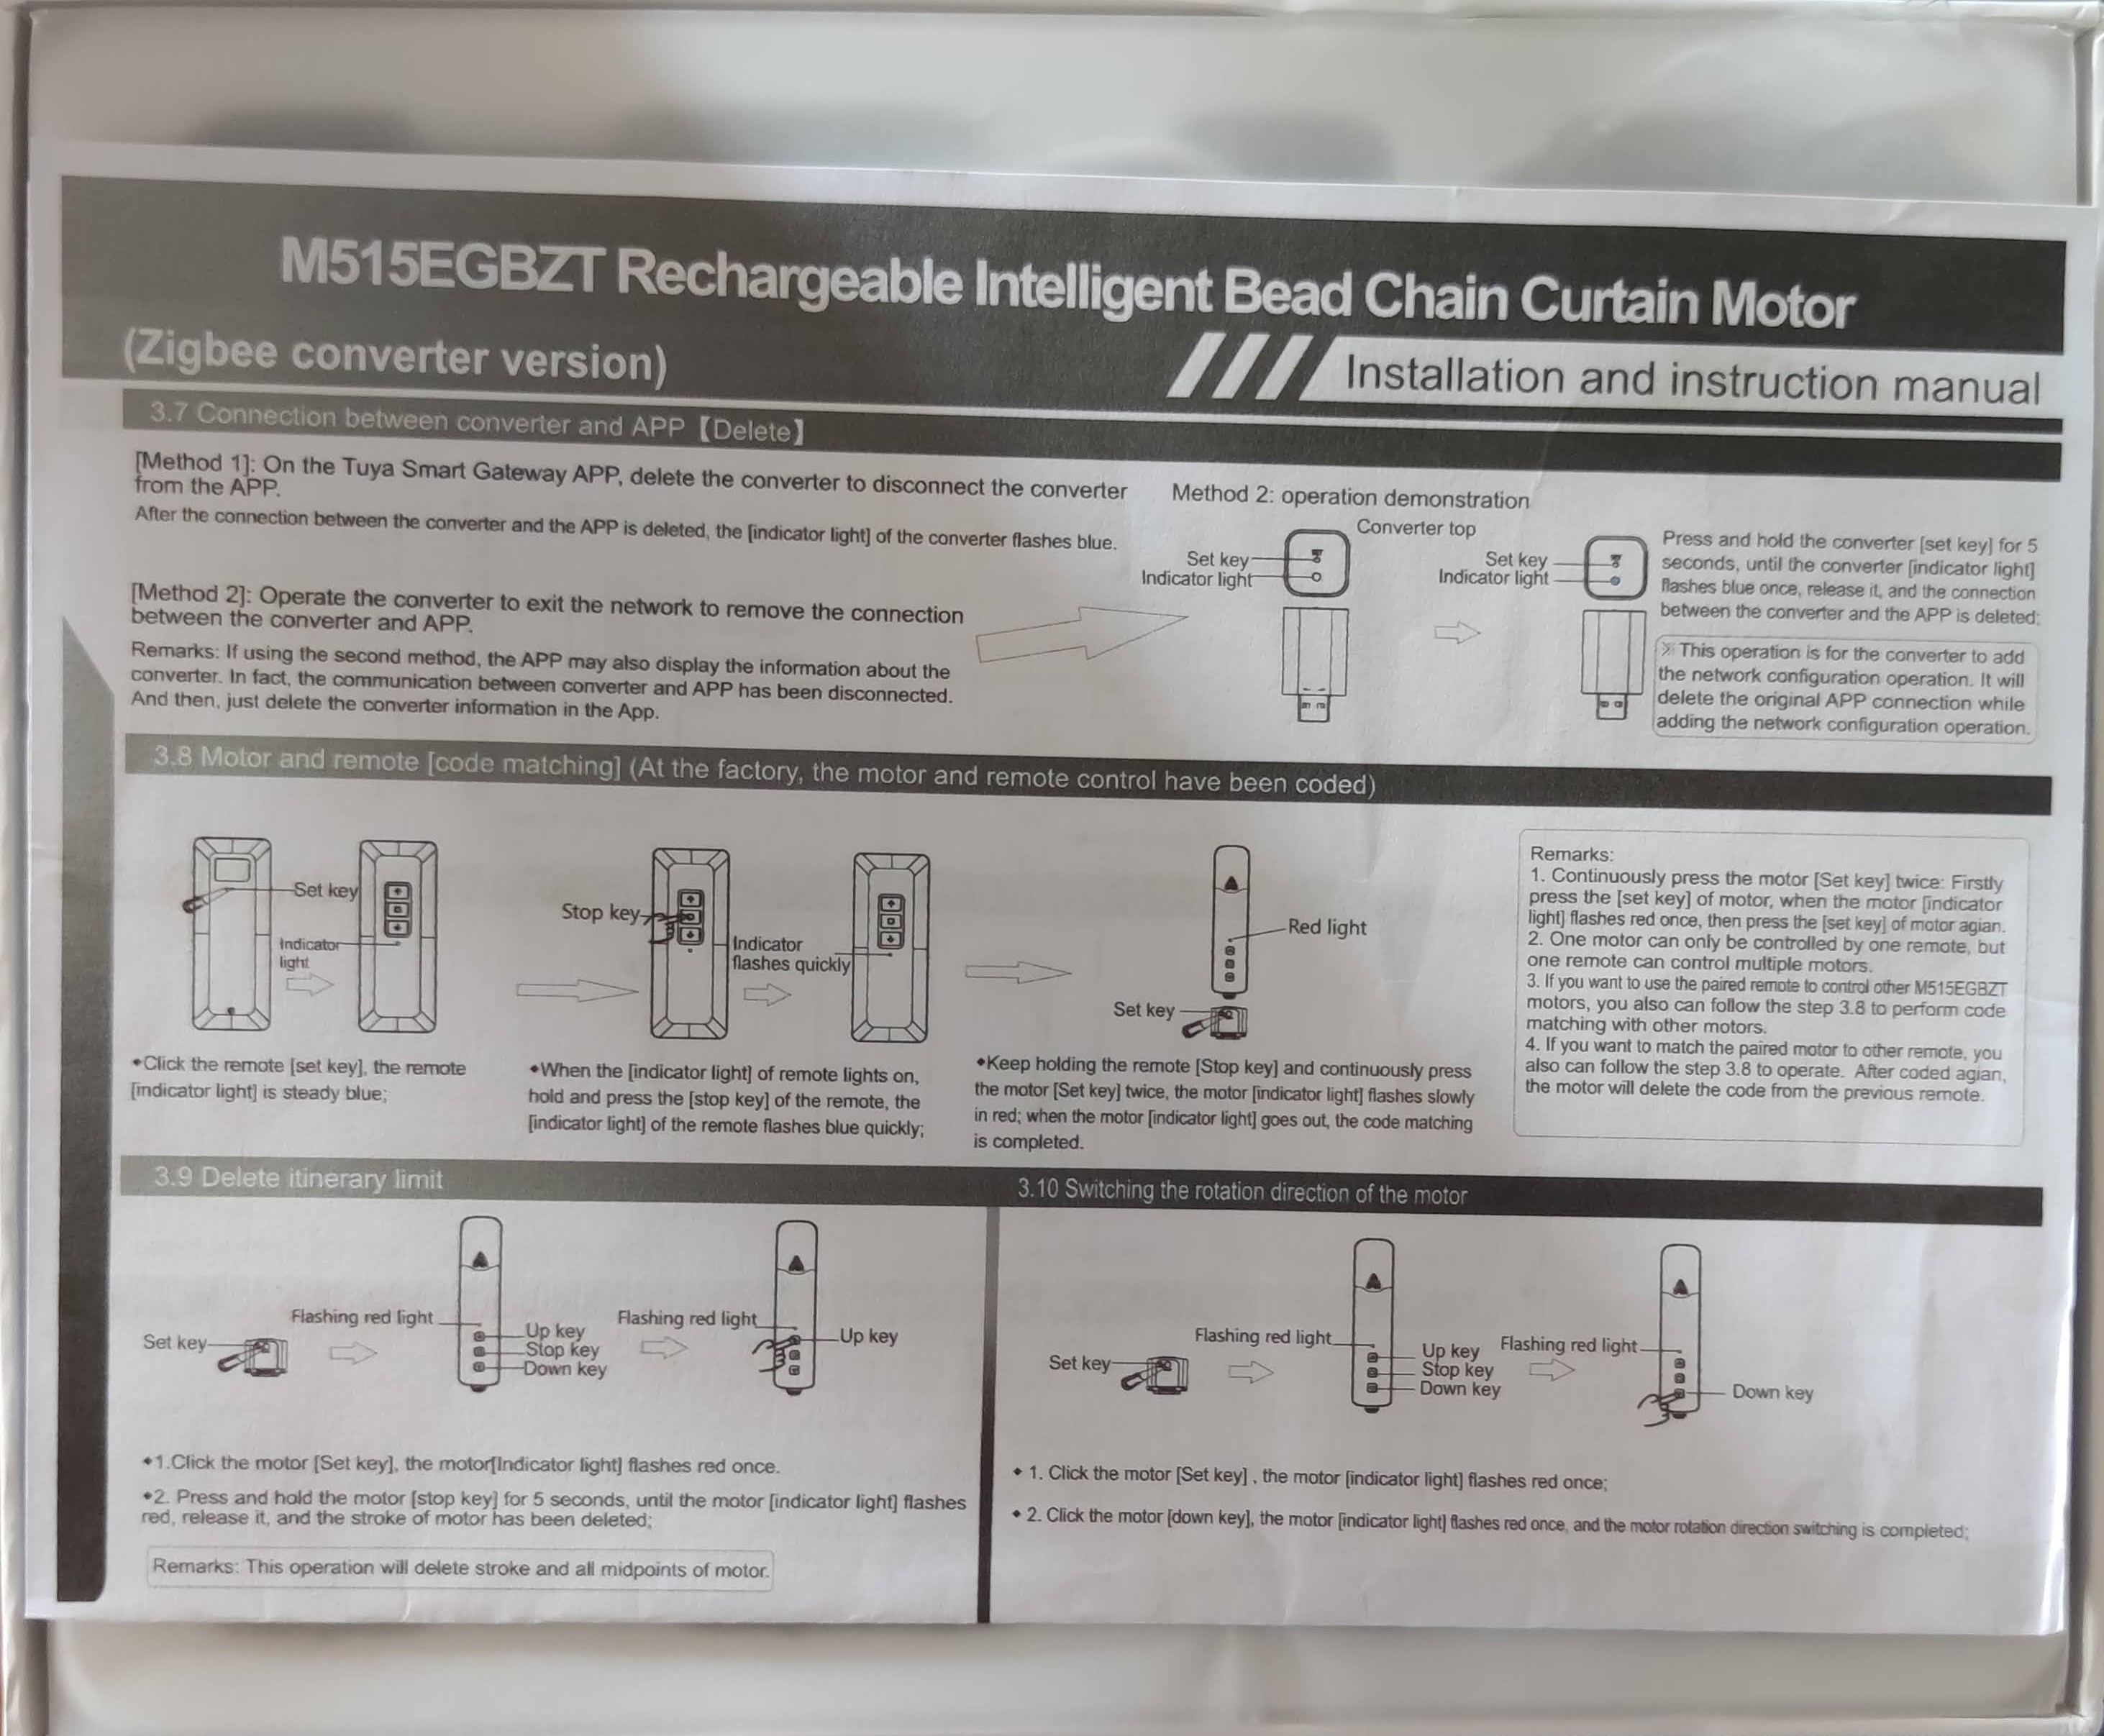 M515EGBZT Rechargeable Intelligent Bead Chain Curtain Motor
(Zigbee converter version)
Installation and instruction manual
3.7 Connection between converter and APP【Delete】
[Method 1]: On the Tuya Smart Gateway APP, delete the converter to disconnect the converter
from the APP.
After the connection between the converter and the APP is deleted, the [indicator light] of the converter flashes blue.
[Method 2]: Operate the converter to exit the network to remove the connection
between the converter and APP.
Remarks: If using the second method, the APP may also display the information about the
converter. In fact, the communication between converter and APP has been disconnected.
And then, just delete the converter information in the App.
Method 2: operation demonstration
Converter top
Set key
Indicator light
Set key
Indicator light
Press and hold the converter [set key] for 5
seconds, until the converter [indicator light]
flashes blue once, release it, and the connection
between the converter and the APP is deleted;
※ This operation is for the converter to add
the network configuration operation. It will
delete the original APP connection while
adding the network configuration operation.
3.8 Motor and remote [code matching] (At the factory, the motor and remote control have been coded)
Set key
Indicator
light
Stop key
Indicator
flashes quickly
Red light
Set key
•Click the remote [set key], the remote
[indicator light] is steady blue;
•When the [indicator light] of remote lights on,
hold and press the [stop key] of the remote, the
[indicator light] of the remote flashes blue quickly;
•Keep holding the remote [Stop key] and continuously press
the motor [Set key] twice, the motor [indicator light] flashes slowly
in red; when the motor [indicator light] goes out, the code matching
is completed.
Remarks:
1. Continuously press the motor [Set key] twice: Firstly
press the [set key] of motor, when the motor [indicator
light] flashes red once, then press the [set key] of motor agian.
2. One motor can only be controlled by one remote, but
one remote can control multiple motors.
3. If you want to use the paired remote to control other M515EGBZT
motors, you also can follow the step 3.8 to perform code
matching with other motors.
4. If you want to match the paired motor to other remote, you
also can follow the step 3.8 to operate. After coded agian,
the motor will delete the code from the previous remote.
3.9 Delete itinerary limit
Set key
Flashing red light
Up key
Stop key
Down key
Flashing red light
Up key
•1.Click the motor [Set key], the motor[Indicator light] flashes red once.
•2. Press and hold the motor [stop key] for 5 seconds, until the motor [indicator light] flashes
red, release it, and the stroke of motor has been deleted;
Remarks: This operation will delete stroke and all midpoints of motor.
3.10 Switching the rotation direction of the motor
Set key
Flashing red light
Up key
Stop key
Down key
Flashing red light
Down key
• 1. Click the motor [Set key] , the motor [indicator light] flashes red once;
• 2. Click the motor [down key], the motor [indicator light] flashes red once, and the motor rotation direction switching is completed;